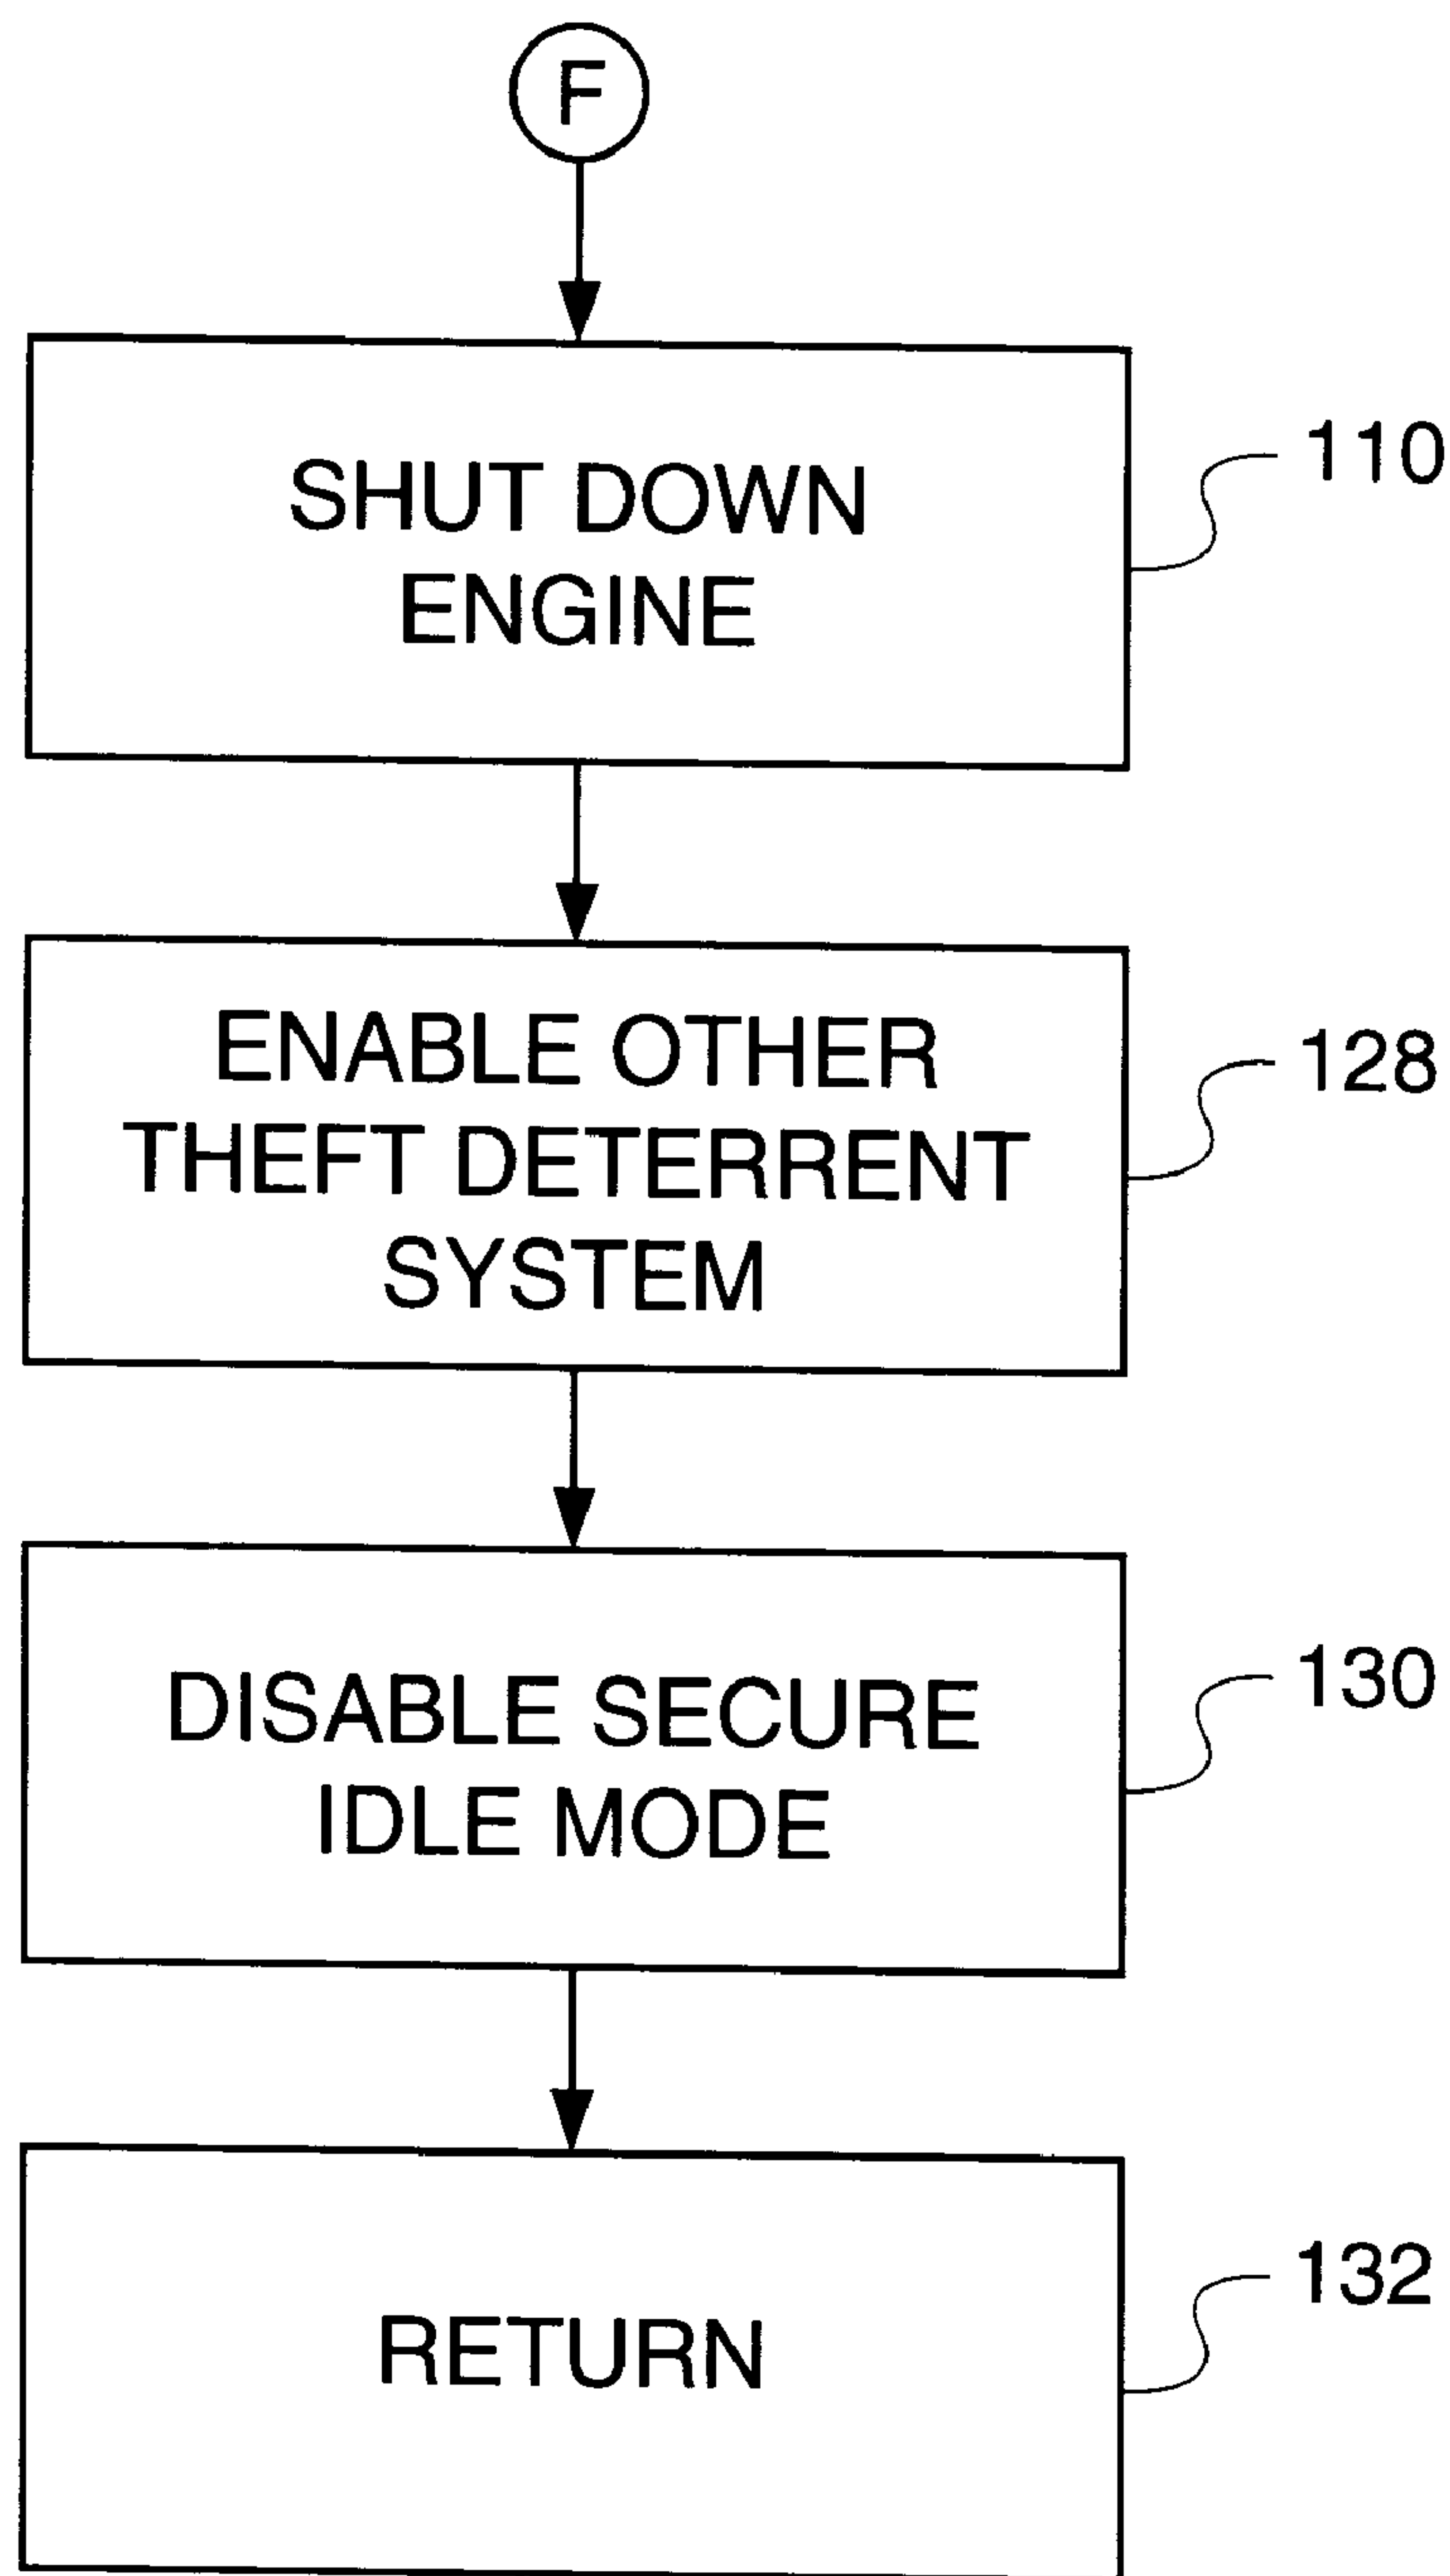 F
SHUT DOWN
ENGINE
110
ENABLE OTHER
THEFT DETERRENT
SYSTEM
128
DISABLE SECURE
IDLE MODE
130
RETURN
132